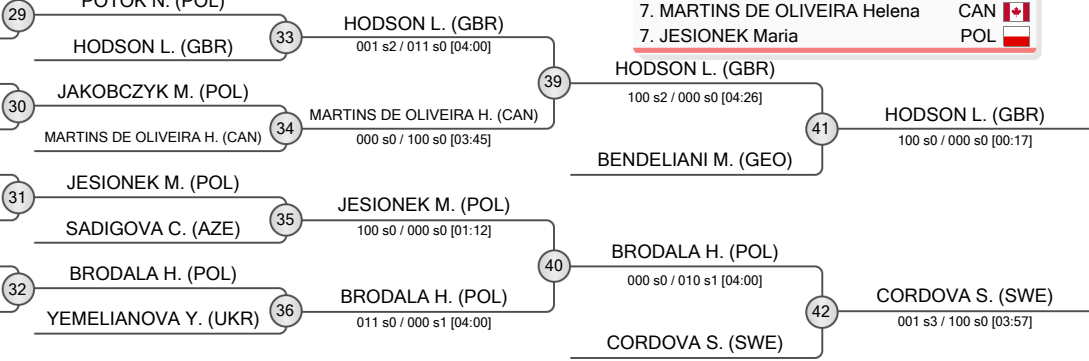 POTOK N. (POL)
29
HODSON L. (GBR)
33
HODSON L. (GBR)
001 s2 / 011 s0 [04:00]
30
JAKOBCZYK M. (POL)
MARTINS DE OLIVEIRA H. (CAN)
34
MARTINS DE OLIVEIRA H. (CAN)
000 s0 / 100 s0 [03:45]
31
JESIONEK M. (POL)
SADIGOVA C. (AZE)
35
JESIONEK M. (POL)
100 s0 / 000 s0 [01:12]
32
BRODALA H. (POL)
YEMELIANOVA Y. (UKR)
36
BRODALA H. (POL)
011 s0 / 000 s1 [04:00]
39
HODSON L. (GBR)
100 s2 / 000 s0 [04:26]
BENDELIANI M. (GEO)
41
HODSON L. (GBR)
100 s0 / 000 s0 [00:17]
40
BRODALA H. (POL)
000 s0 / 010 s1 [04:00]
CORDOVA S. (SWE)
42
CORDOVA S. (SWE)
001 s3 / 100 s0 [03:57]
7. MARTINS DE OLIVEIRA Helena CAN
7. JESIONEK Maria POL